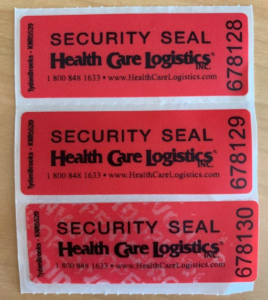 SECURITY SEAL
Health Care Logistics
INC.
1 800 848 1633 • www.HealthCareLogistics.com
678128
SECURITY SEAL
Health Care Logistics
INC.
1 800 848 1633 • www.HealthCareLogistics.com
678129
SECURITY SEAL
Health Care Logistics
INC.
1 800 848 1633 • www.HealthCareLogistics.com
678130